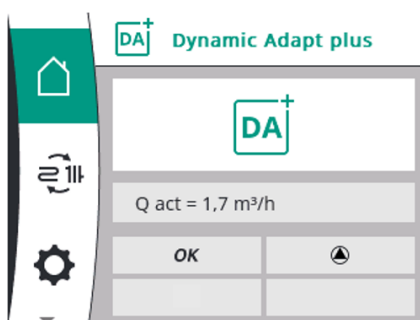 DA+ Dynamic Adapt plus
DA+
Q act = 1,7 m³/h
OK